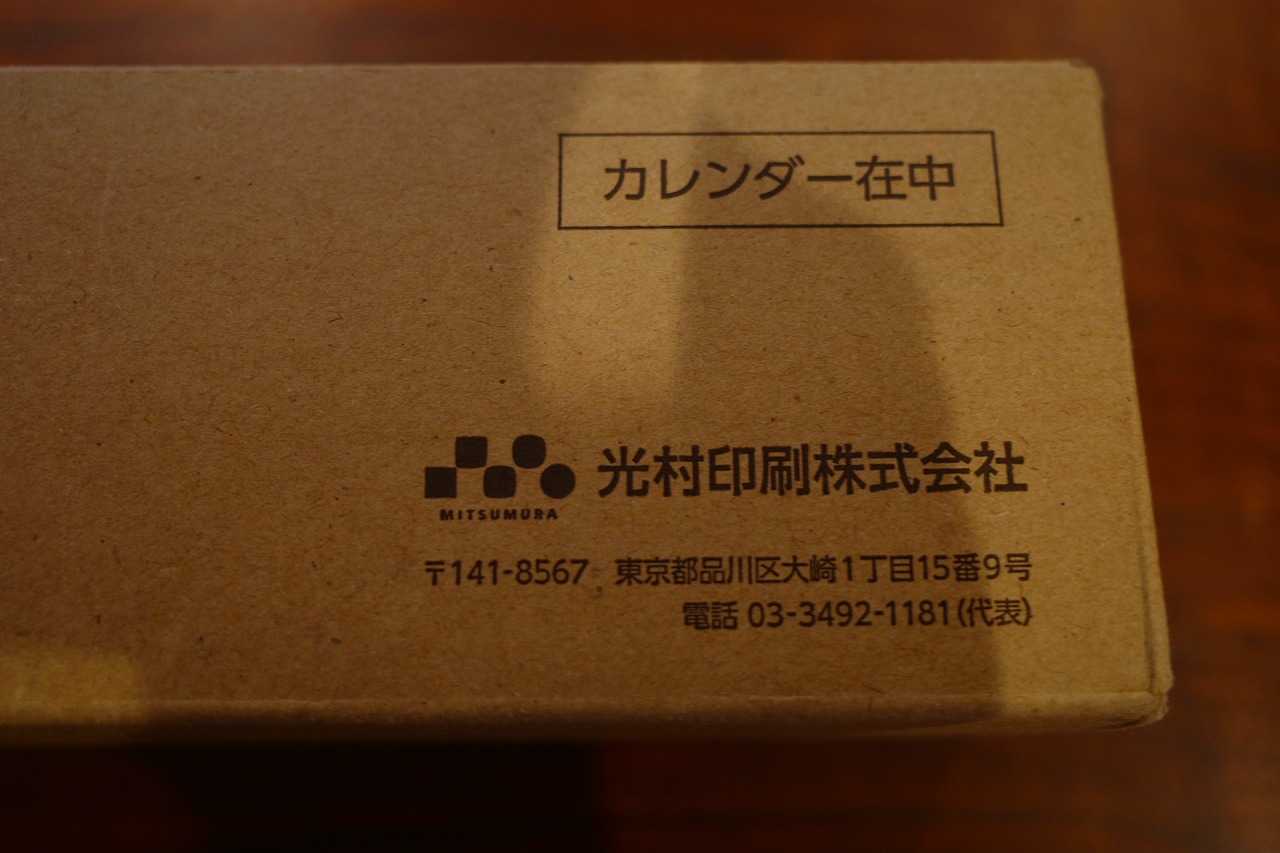 カレンダー在中
光村印刷株式会社
MITSUMURA
〒141-8567 東京都品川区大崎1丁目15番9号
電話 03-3492-1181(代表)